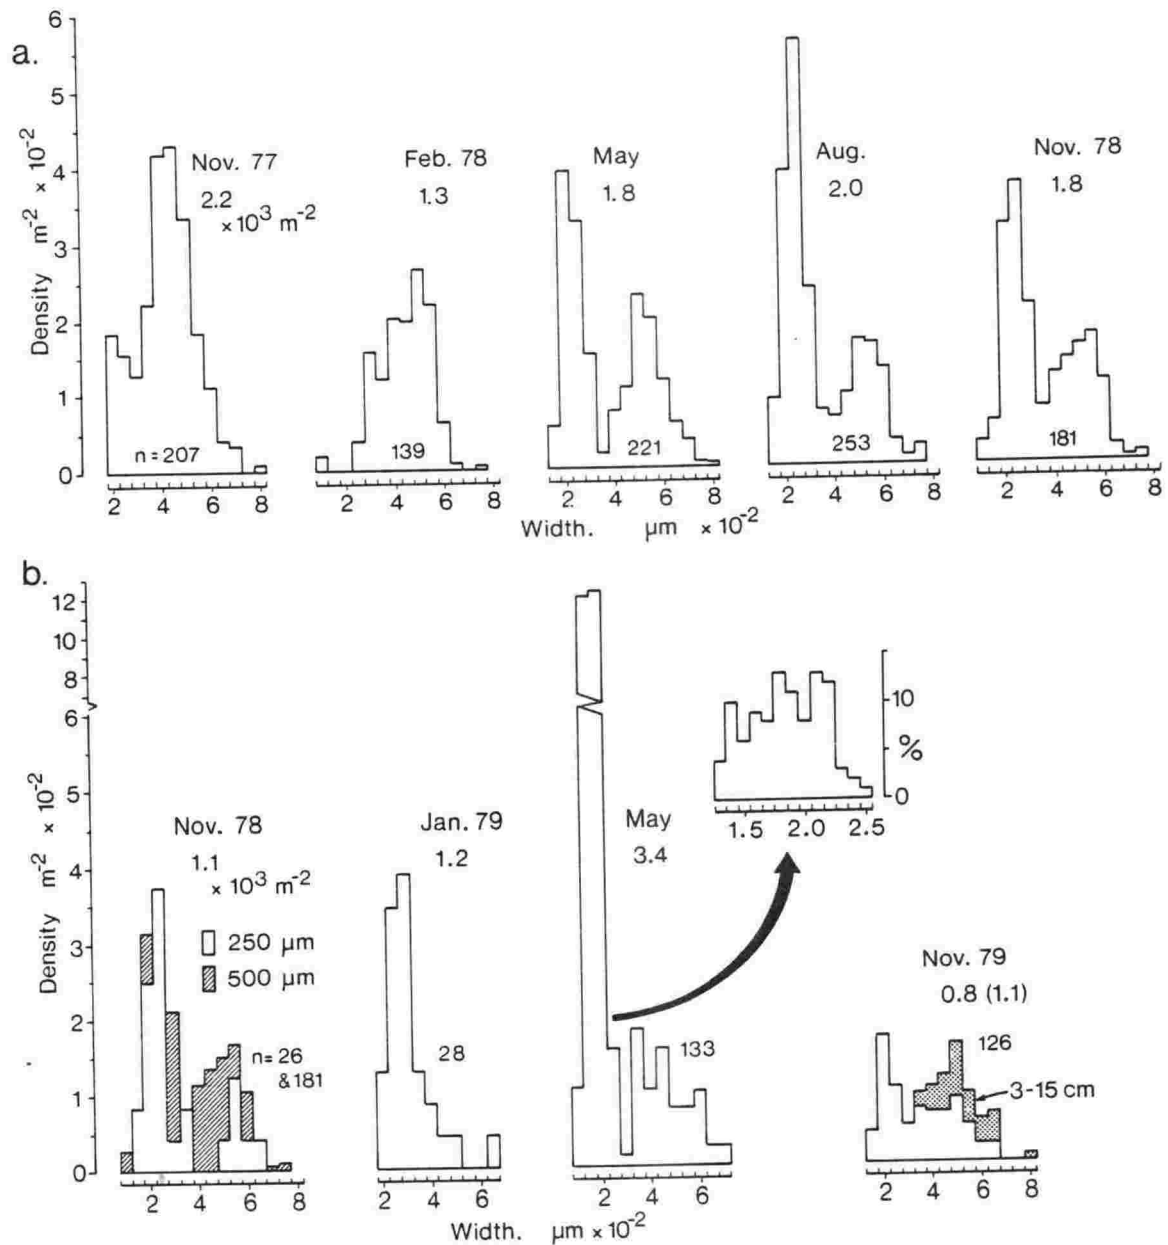 a.
6
5
4
3
2
1
0
Density m⁻² × 10⁻²
Nov. 77
2.2
×10³ m⁻²
n = 207
Feb. 78
1.3
139
May
1.8
221
Aug.
2.0
253
Nov. 78
1.8
181
2 4 6 8
2 4 6 8
2 4 6 8
2 4 6 8
2 4 6 8
Width. µm × 10⁻²
b.
12
10
8
6
5
4
3
2
1
0
Density m⁻² × 10⁻²
Nov. 78
1.1
× 10³ m⁻²
250 µm
500 µm
n= 26
&181
Jan. 79
1.2
28
May
3.4
133
10
%
0
1.5 2.0 2.5
Nov. 79
0.8 (1.1)
126
3-15 cm
2 4 6 8
2 4 6
2 4 6
2 4 6 8
Width. µm × 10⁻²